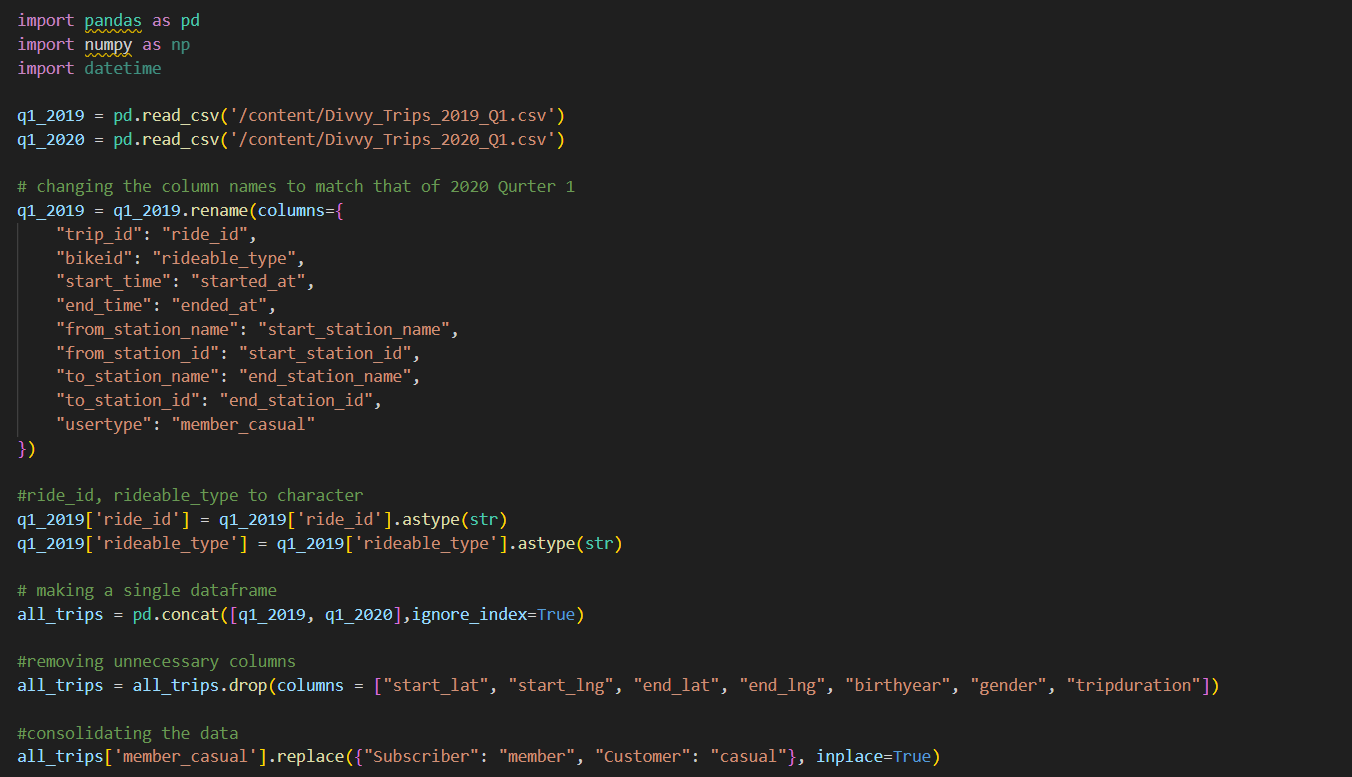 import pandas as pd
import numpy as np
import datetime
q1_2019 = pd.read_csv('/content/Divvy_Trips_2019_Q1.csv')
q1_2020 = pd.read_csv('/content/Divvy_Trips_2020_Q1.csv')
# changing the column names to match that of 2020 Qurter 1
q1_2019 = q1_2019.rename(columns={
    "trip_id": "ride_id",
    "bikeid": "rideable_type",
    "start_time": "started_at",
    "end_time": "ended_at",
    "from_station_name": "start_station_name",
    "from_station_id": "start_station_id",
    "to_station_name": "end_station_name",
    "to_station_id": "end_station_id",
    "usertype": "member_casual"
})
#ride_id, rideable_type to character
q1_2019['ride_id'] = q1_2019['ride_id'].astype(str)
q1_2019['rideable_type'] = q1_2019['rideable_type'].astype(str)
# making a single dataframe
all_trips = pd.concat([q1_2019, q1_2020],ignore_index=True)
#removing unnecessary columns
all_trips = all_trips.drop(columns = ["start_lat", "start_lng", "end_lat", "end_lng", "birthyear", "gender", "tripduration"])
#consolidating the data
all_trips['member_casual'].replace({"Subscriber": "member", "Customer": "casual"}, inplace=True)